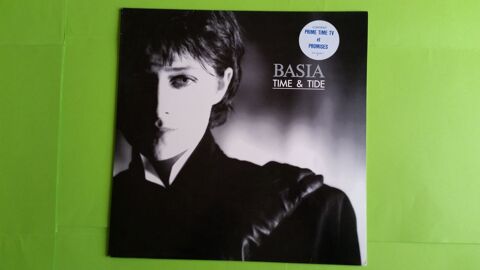 PRIME TIME TV
et
PROMISES
BASIA
TIME & TIDE